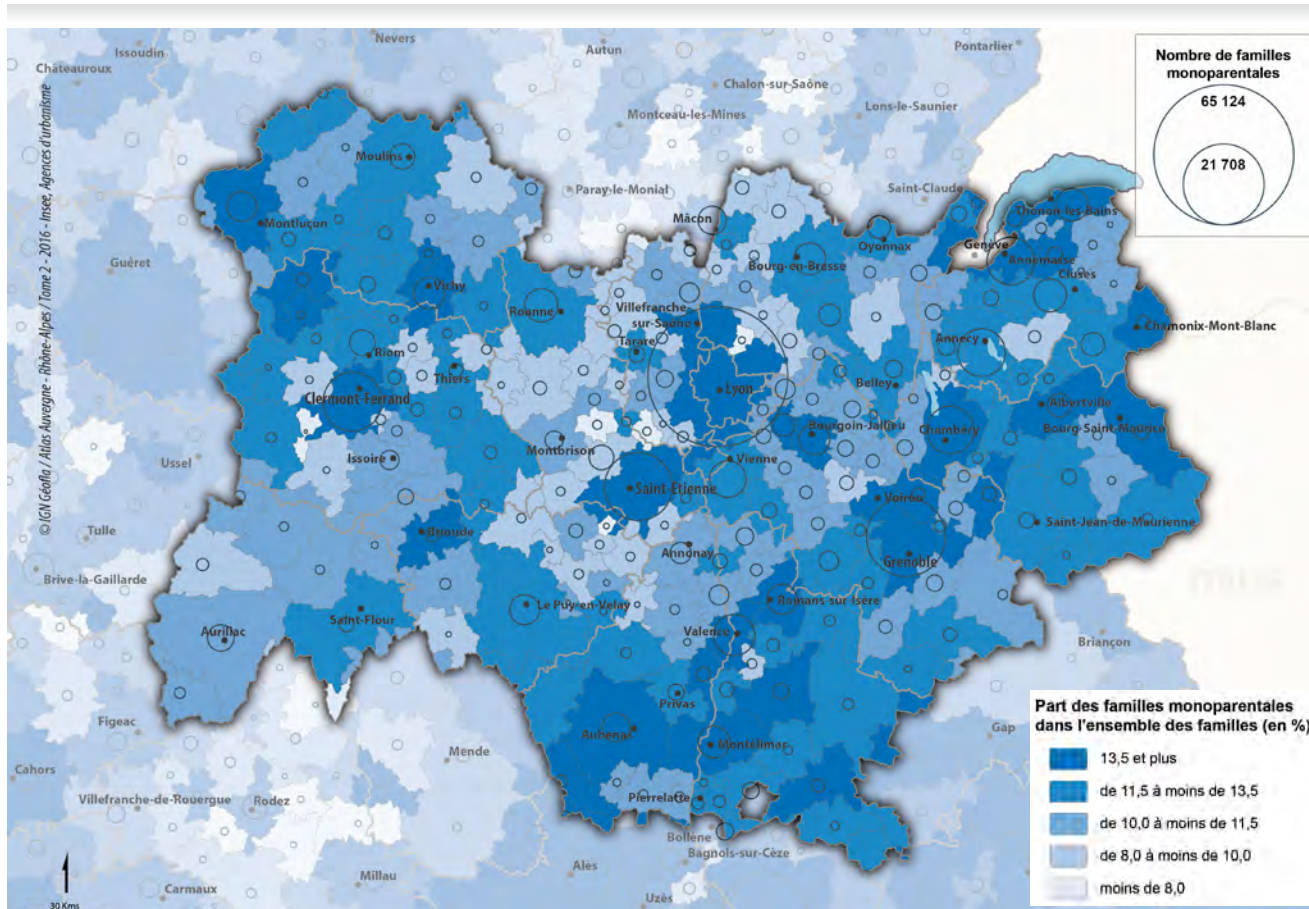 Nevers
Issoudin
Autun
Pontarlier
Châteauroux
Chalon-sur-Saône
Lons-le-Saunier
Montceau-les-Mines
Moulins
Paray-le-Monial
Saint-Claude
Mâcon
Thonon-les-Bains
Montluçon
Oyonnax
Genève
Annemasse
Guéret
Bourg-en-Bresse
Cluses
Vichy
Roanne
Villefranche-
sur-Saône
Chamonix-Mont-Blanc
Riom
Tarare
Annecy
Thiers
Clermont-Ferrand
Lyon
Belley
Albertville
Bourgoin-Jallieu
Chambéry
Bourg-Saint-Maurice
Ussel
Issoire
Montbrison
Vienne
Saint-Etienne
Voiron
Tulle
Brioude
Saint-Jean-de-Maurienne
Annonay
Grenoble
Brive-la-Gaillarde
Le Puy-en-Velay
Romans sur Isère
Saint-Flour
Aurillac
Valence
Briançon
Privas
Figeac
Aubenas
Montélimar
Gap
Mende
Cahors
Villefranche-de-Rouergue
Rodez
Pierrelatte
Bollène
Bagnols-sur-Cèze
Alès
Millau
Carmaux
Uzès
30 Kms
© IGN Géofla / Atlas Auvergne - Rhône-Alpes / Tome 2 - 2016 - Insee, Agences d'urbanisme
Nombre de familles
monoparentales
65 124
21 708
Part des familles monoparentales
dans l'ensemble des familles (en %)
13,5 et plus
de 11,5 à moins de 13,5
de 10,0 à moins de 11,5
de 8,0 à moins de 10,0
moins de 8,0